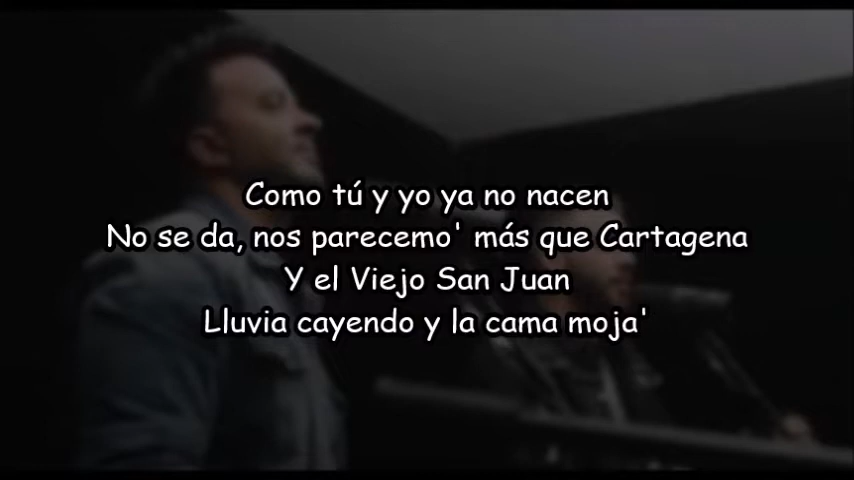 Como tú y yo ya no nacen
No se da, nos parecemo' más que Cartagena
Y el Viejo San Juan
Lluvia cayendo y la cama moja'